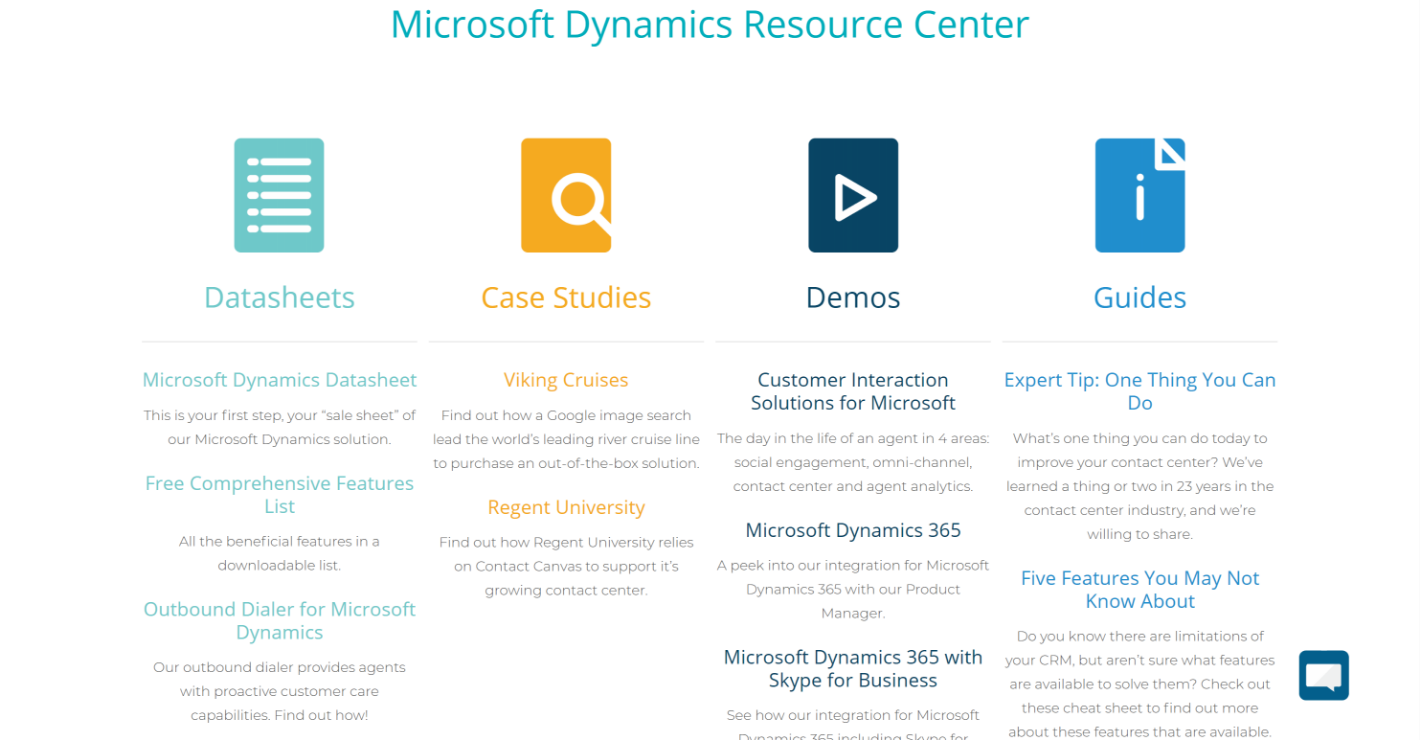 Microsoft Dynamics Resource Center
Datasheets
Microsoft Dynamics Datasheet
This is your first step, your “sale sheet” of
our Microsoft Dynamics solution.
Free Comprehensive Features
List
All the beneficial features in a
downloadable list.
Outbound Dialer for Microsoft
Dynamics
Our outbound dialer provides agents
with proactive customer care
capabilities. Find out how!
Case Studies
Viking Cruises
Find out how a Google image search
lead the world’s leading river cruise line
to purchase an out-of-the-box solution.
Regent University
Find out how Regent University relies
on Contact Canvas to support it’s
growing contact center.
Demos
Customer Interaction
Solutions for Microsoft
The day in the life of an agent in 4 areas:
social engagement, omni-channel,
contact center and agent analytics.
Microsoft Dynamics 365
A peek into our integration for Microsoft
Dynamics 365 with our Product
Manager.
Microsoft Dynamics 365 with
Skype for Business
See how our integration for Microsoft
Dynamics 365 including Skype for
Guides
Expert Tip: One Thing You Can
Do
What’s one thing you can do today to
improve your contact center? We’ve
learned a thing or two in 23 years in the
contact center industry, and we’re
willing to share.
Five Features You May Not
Know About
Do you know there are limitations of
your CRM, but aren’t sure what features
are available to solve them? Check out
these cheat sheet to find out more
about these features that are available.